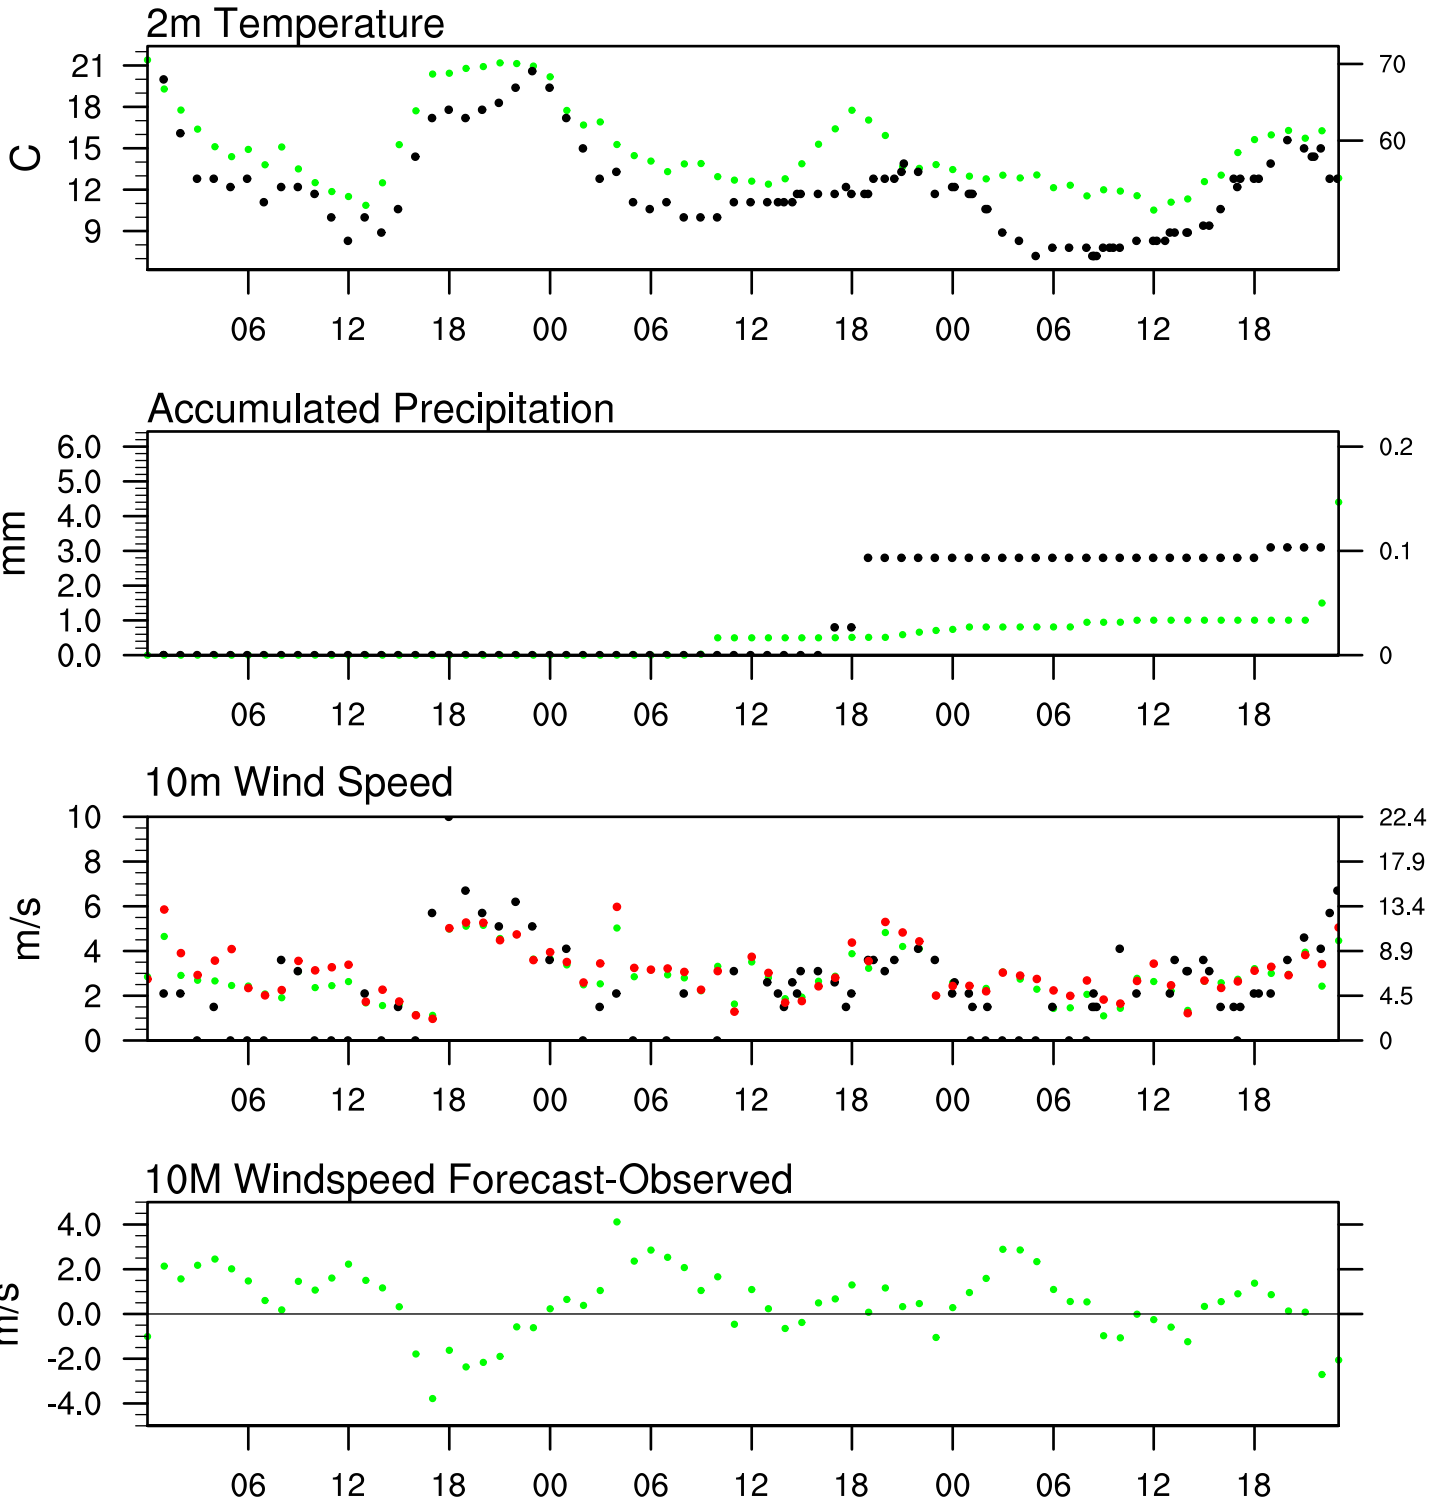 2m Temperature
21
18
15
12
9
C
70
60
06 12 18 00 06 12 18 00 06 12 18
Accumulated Precipitation
6.0
5.0
4.0
3.0
2.0
1.0
0.0
mm
0.2
0.1
0
06 12 18 00 06 12 18 00 06 12 18
10m Wind Speed
10
8
6
4
2
0
m/s
22.4
17.9
13.4
8.9
4.5
0
06 12 18 00 06 12 18 00 06 12 18
10M Windspeed Forecast-Observed
4.0
2.0
0.0
-2.0
-4.0
m/s
06 12 18 00 06 12 18 00 06 12 18